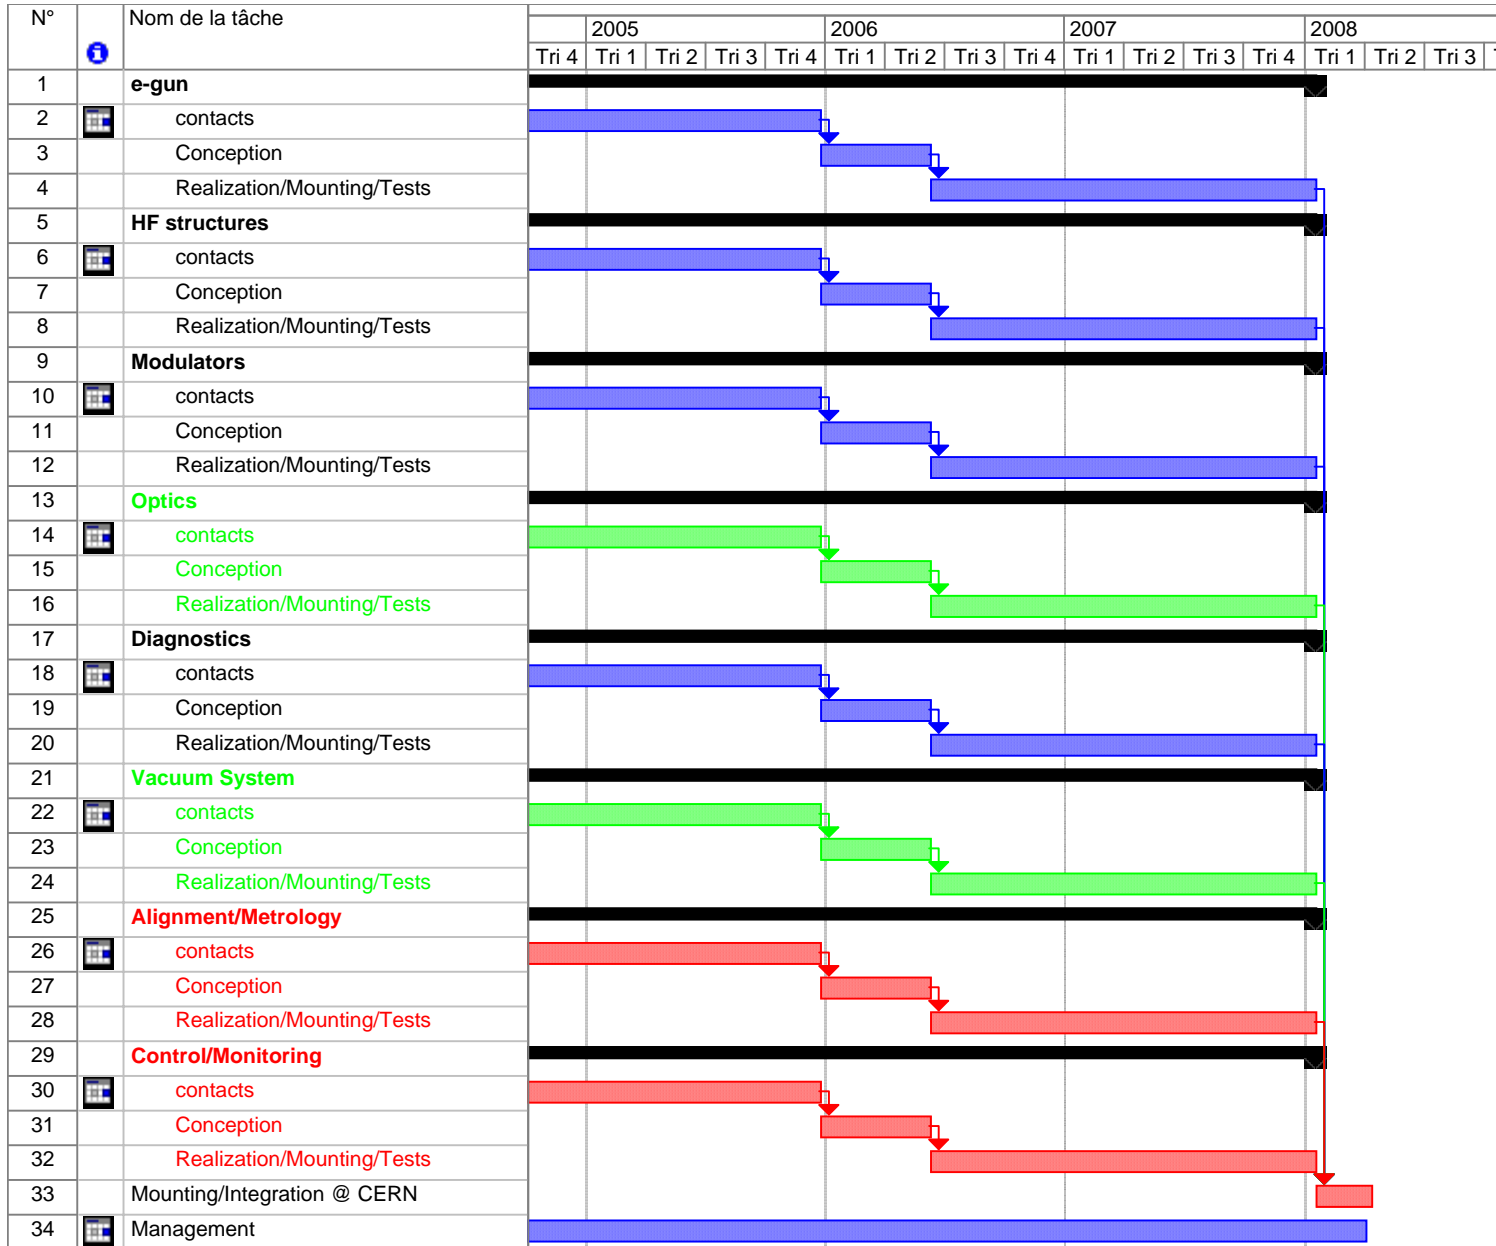 N° Nom de la tâche
2005 2006 2007 2008
Tri 4 Tri 1 Tri 2 Tri 3 Tri 4 Tri 1 Tri 2 Tri 3 Tri 4 Tri 1 Tri 2 Tri 3 Tri 4 Tri 1 Tri 2 Tri 3
1 e-gun
2 contacts
3 Conception
4 Realization/Mounting/Tests
5 HF structures
6 contacts
7 Conception
8 Realization/Mounting/Tests
9 Modulators
10 contacts
11 Conception
12 Realization/Mounting/Tests
13 Optics
14 contacts
15 Conception
16 Realization/Mounting/Tests
17 Diagnostics
18 contacts
19 Conception
20 Realization/Mounting/Tests
21 Vacuum System
22 contacts
23 Conception
24 Realization/Mounting/Tests
25 Alignment/Metrology
26 contacts
27 Conception
28 Realization/Mounting/Tests
29 Control/Monitoring
30 contacts
31 Conception
32 Realization/Mounting/Tests
33 Mounting/Integration @ CERN
34 Management